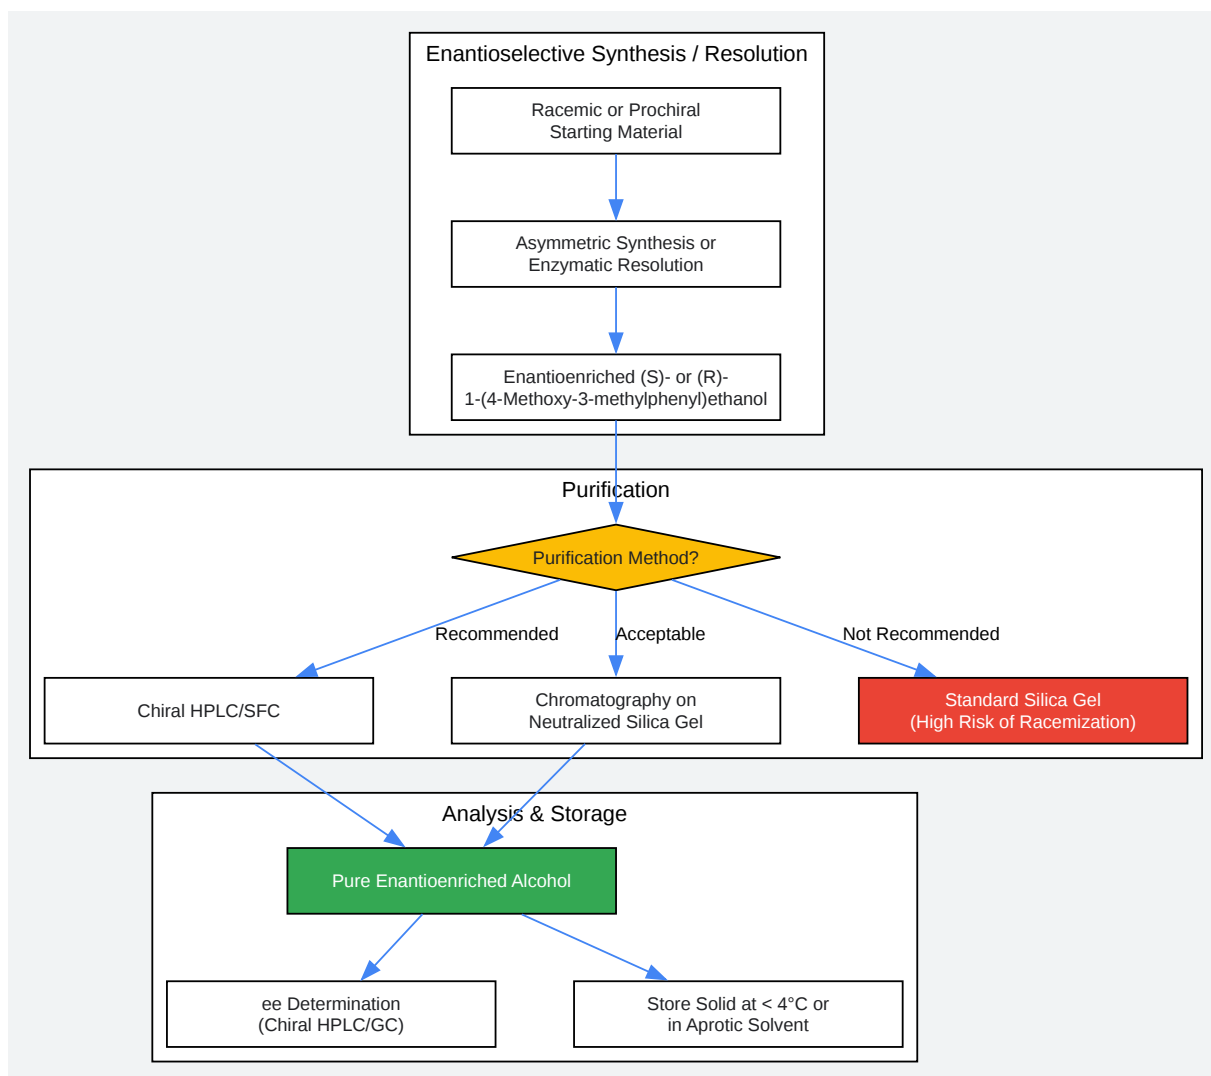 Enantioselective Synthesis / Resolution
Racemic or Prochiral
Starting Material
Asymmetric Synthesis or
Enzymatic Resolution
Enantioenriched (S)- or (R)-
1-(4-Methoxy-3-methylphenyl)ethanol
Purification
Purification Method?
Recommended
Acceptable
Not Recommended
Chiral HPLC/SFC
Chromatography on
Neutralized Silica Gel
Standard Silica Gel
(High Risk of Racemization)
Analysis & Storage
Pure Enantioenriched Alcohol
ee Determination
(Chiral HPLC/GC)
Store Solid at < 4°C or
in Aprotic Solvent